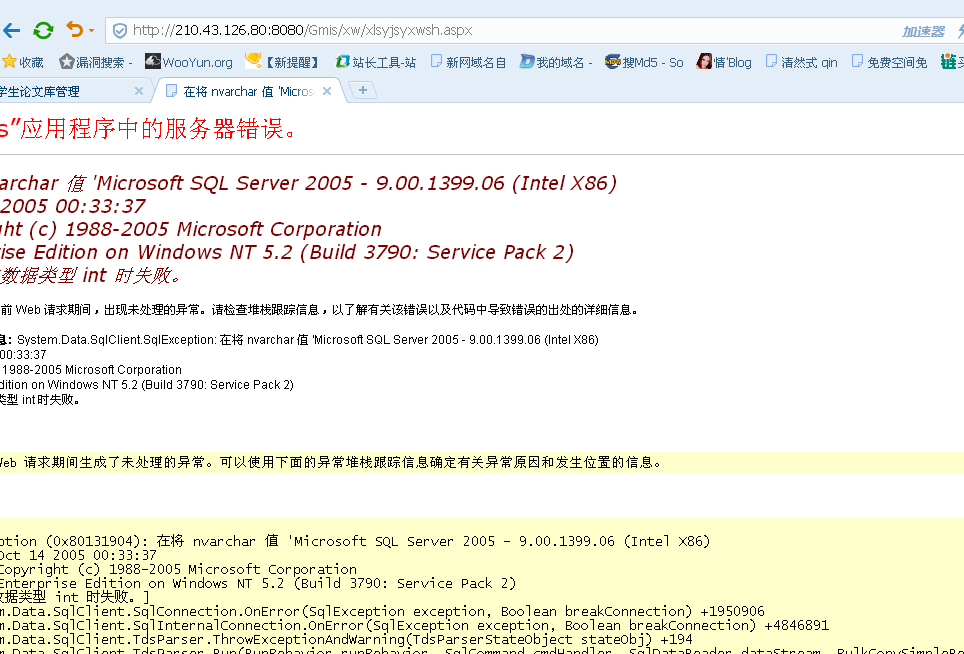 http://210.43.126.80:8080/Gmis/xw/xlsyjsyxwsh.aspx 加速器
收藏 漏洞搜索 - WooYun.org 【新提醒】 站长工具-站 新网域名自 我的域名 - 搜Md5 - So 情'Blog 清然式 qin 免费空间免 链
学生论文库管理 在将 nvarchar 值 'Micros
s”应用程序中的服务器错误。
archar 值 'Microsoft SQL Server 2005 - 9.00.1399.06 (Intel X86)
2005 00:33:37
ht (c) 1988-2005 Microsoft Corporation
ise Edition on Windows NT 5.2 (Build 3790: Service Pack 2)
数据类型 int 时失败。
前 Web 请求期间，出现未处理的异常。请检查堆栈跟踪信息，以了解有关该错误以及代码中导致错误的出处的详细信息。
息: System.Data.SqlClient.SqlException: 在将 nvarchar 值 'Microsoft SQL Server 2005 - 9.00.1399.06 (Intel X86)
00:33:37
1988-2005 Microsoft Corporation
dition on Windows NT 5.2 (Build 3790: Service Pack 2)
类型 int 时失败。
Web 请求期间生成了未处理的异常。可以使用下面的异常堆栈跟踪信息确定有关异常原因和发生位置的信息。
ption (0x80131904): 在将 nvarchar 值 'Microsoft SQL Server 2005 - 9.00.1399.06 (Intel X86)
Oct 14 2005 00:33:37
Copyright (c) 1988-2005 Microsoft Corporation
Enterprise Edition on Windows NT 5.2 (Build 3790: Service Pack 2)
数据类型 int 时失败。]
m.Data.SqlClient.SqlConnection.OnError(SqlException exception, Boolean breakConnection) +1950906
m.Data.SqlClient.SqlInternalConnection.OnError(SqlException exception, Boolean breakConnection) +4846891
m.Data.SqlClient.TdsParser.ThrowExceptionAndWarning(TdsParserStateObject stateObj) +194
m.Data.SqlClient.TdsParser.Run(RunBehavior runBehavior, SqlCommand cmdHandler, SqlDataReader dataStream, BulkCopySimpleRe